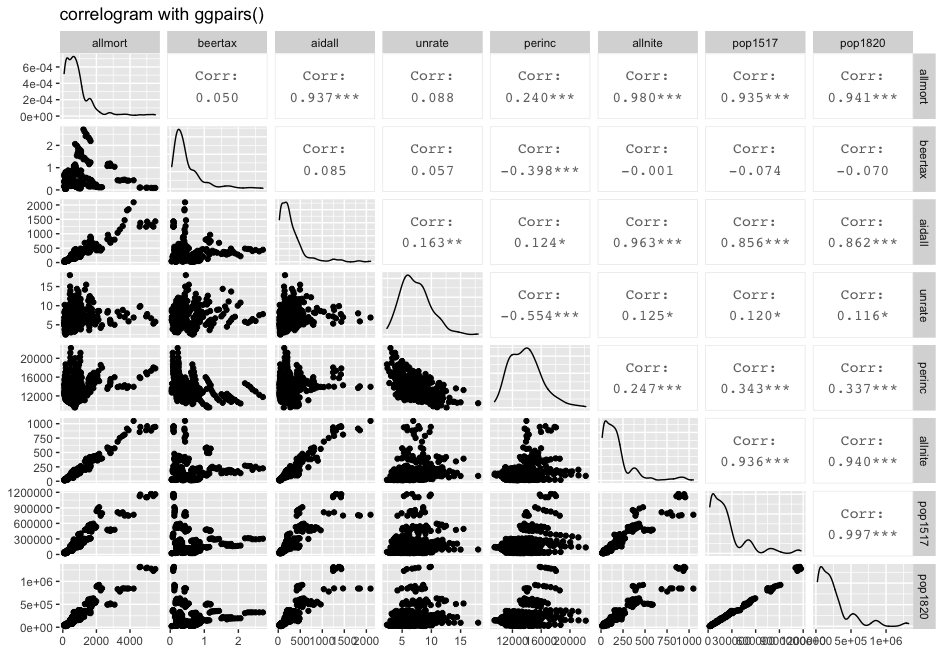 correlogram with ggpairs()
allmort beertax aidall unrate perinc allnite pop1517 pop1820
6e-04
4e-04
2e-04
0e+00
Corr: Corr: Corr: Corr: Corr: Corr: Corr:
0.050 0.937*** 0.088 0.240*** 0.980*** 0.935*** 0.941***
allmort
2
1
0
Corr: Corr: Corr: Corr: Corr: Corr:
0.085 0.057 -0.398*** -0.001 -0.074 -0.070
beertax
2000
1500
1000
500
0
Corr: Corr: Corr: Corr: Corr:
0.163** 0.124* 0.963*** 0.856*** 0.862***
aidall
15
10
5
Corr: Corr: Corr: Corr:
-0.554*** 0.125* 0.120* 0.116*
unrate
20000
16000
12000
Corr: Corr: Corr:
0.247*** 0.343*** 0.337***
perinc
1000
750
500
250
0
Corr: Corr:
0.936*** 0.940***
allnite
1200000
900000
600000
300000
0
Corr:
0.997***
pop1517
1e+06
5e+05
0e+00
pop1820
0 2000 4000 0 1 2 0 500 1000 1500 2000 5 10 15 12000 16000 20000 0 250 500 750 1000 0 300000 600000 900000 1200000 0e+00 5e+05 1e+06